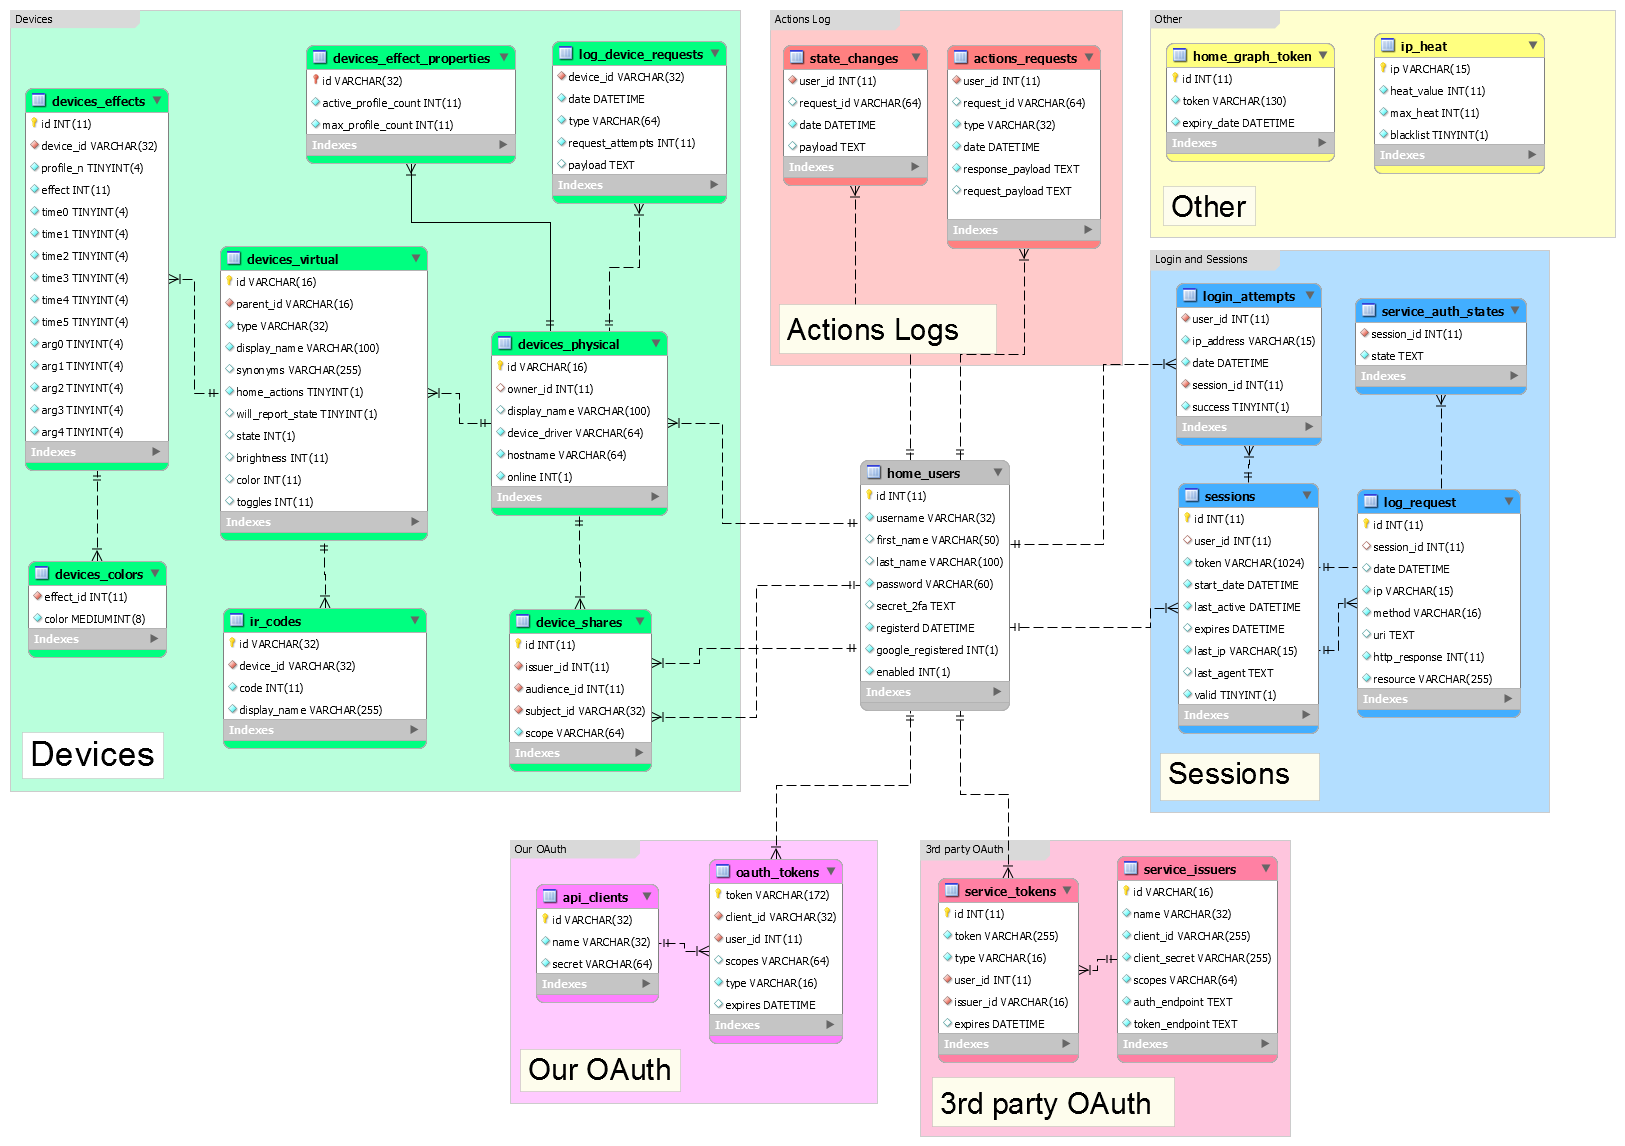 Devices
devices_effect_properties
id VARCHAR(32)
active_profile_count INT(11)
max_profile_count INT(11)
Indexes
log_device_requests
device_id VARCHAR(32)
date DATETIME
type VARCHAR(64)
request_attempts INT(11)
payload TEXT
Indexes
devices_effects
id INT(11)
device_id VARCHAR(32)
profile_n TINYINT(4)
effect INT(11)
time0 TINYINT(4)
time1 TINYINT(4)
time2 TINYINT(4)
time3 TINYINT(4)
time4 TINYINT(4)
time5 TINYINT(4)
arg0 TINYINT(4)
arg1 TINYINT(4)
arg2 TINYINT(4)
arg3 TINYINT(4)
arg4 TINYINT(4)
Indexes
devices_virtual
id VARCHAR(16)
parent_id VARCHAR(16)
type VARCHAR(32)
display_name VARCHAR(100)
synonyms VARCHAR(255)
home_actions TINYINT(1)
will_report_state TINYINT(1)
state INT(1)
brightness INT(11)
color INT(11)
toggles INT(11)
Indexes
devices_physical
id VARCHAR(16)
owner_id INT(11)
display_name VARCHAR(100)
device_driver VARCHAR(64)
hostname VARCHAR(64)
online INT(1)
Indexes
devices_colors
effect_id INT(11)
color MEDIUMINT(8)
Indexes
ir_codes
id VARCHAR(32)
device_id VARCHAR(32)
code INT(11)
display_name VARCHAR(255)
Indexes
device_shares
id INT(11)
issuer_id INT(11)
audience_id INT(11)
subject_id VARCHAR(32)
scope VARCHAR(64)
Indexes
Devices
Actions Log
state_changes
user_id INT(11)
request_id VARCHAR(64)
date DATETIME
payload TEXT
Indexes
actions_requests
user_id INT(11)
request_id VARCHAR(64)
type VARCHAR(32)
date DATETIME
response_payload TEXT
request_payload TEXT
Indexes
Actions Logs
Other
home_graph_token
id INT(11)
token VARCHAR(130)
expiry_date DATETIME
Indexes
ip_heat
ip VARCHAR(15)
heat_value INT(11)
max_heat INT(11)
blacklist TINYINT(1)
Indexes
Other
home_users
id INT(11)
username VARCHAR(32)
first_name VARCHAR(50)
last_name VARCHAR(100)
password VARCHAR(60)
secret_2fa TEXT
registerd DATETIME
google_registered INT(1)
enabled INT(1)
Indexes
Login and Sessions
login_attempts
user_id INT(11)
ip_address VARCHAR(15)
date DATETIME
session_id INT(11)
success TINYINT(1)
Indexes
service_auth_states
session_id INT(11)
state TEXT
Indexes
sessions
id INT(11)
user_id INT(11)
token VARCHAR(1024)
start_date DATETIME
last_active DATETIME
expires DATETIME
last_ip VARCHAR(15)
last_agent TEXT
valid TINYINT(1)
Indexes
log_request
id INT(11)
session_id INT(11)
date DATETIME
ip VARCHAR(15)
method VARCHAR(16)
uri TEXT
http_response INT(11)
resource VARCHAR(255)
Indexes
Sessions
Our OAuth
api_clients
id VARCHAR(32)
name VARCHAR(32)
secret VARCHAR(64)
Indexes
oauth_tokens
token VARCHAR(172)
client_id VARCHAR(32)
user_id INT(11)
scopes VARCHAR(64)
type VARCHAR(16)
expires DATETIME
Indexes
Our OAuth
3rd party OAuth
service_tokens
id INT(11)
token VARCHAR(255)
type VARCHAR(16)
user_id INT(11)
issuer_id VARCHAR(16)
expires DATETIME
Indexes
service_issuers
id VARCHAR(16)
name VARCHAR(32)
client_id VARCHAR(255)
client_secret VARCHAR(255)
scopes VARCHAR(64)
auth_endpoint TEXT
token_endpoint TEXT
Indexes
3rd party OAuth